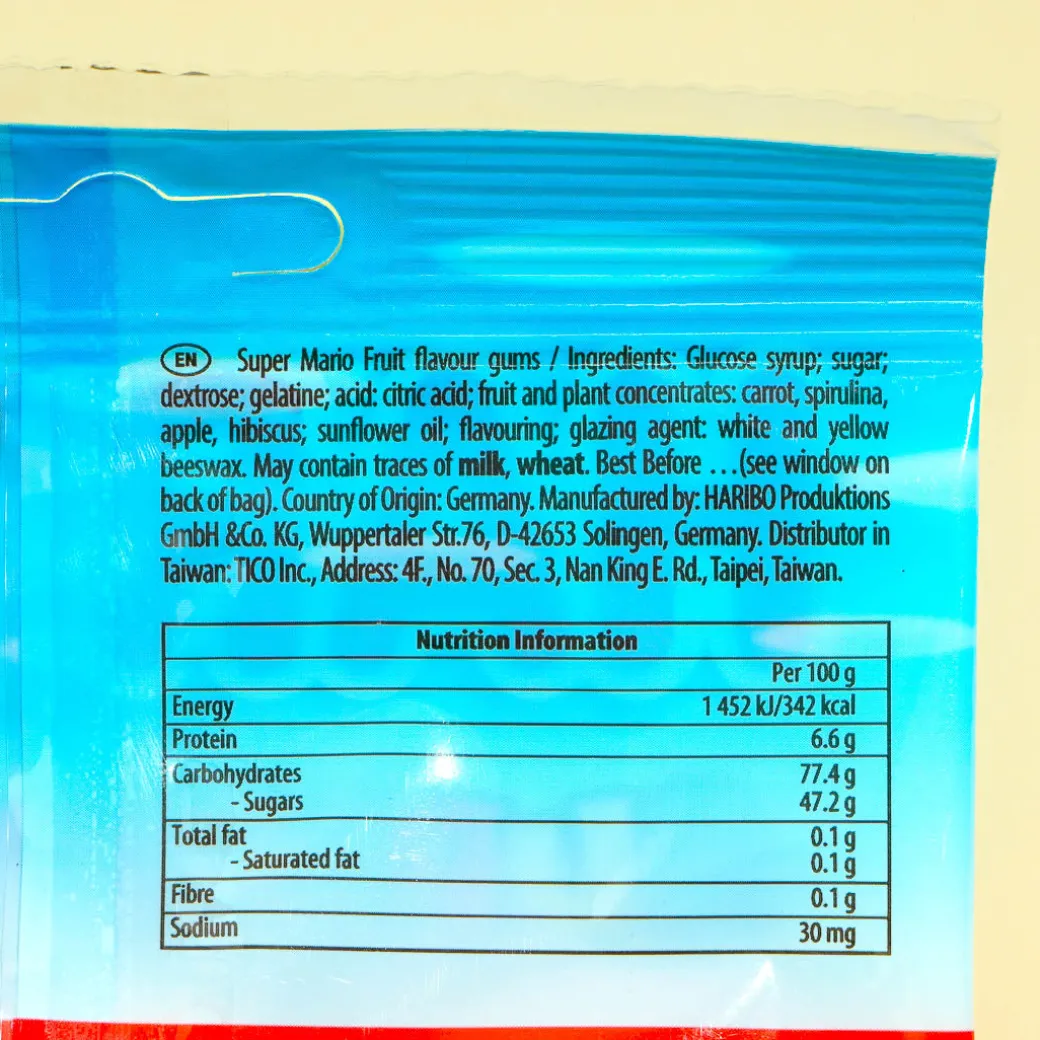 EN Super Mario Fruit flavour gums / Ingredients: Glucose syrup; sugar;
dextrose; gelatine; acid: citric acid; fruit and plant concentrates: carrot, spirulina,
apple, hibiscus; sunflower oil; flavouring; glazing agent: white and yellow
beeswax. May contain traces of milk, wheat. Best Before ...(see window on
back of bag). Country of Origin: Germany. Manufactured by: HARIBO Produktions
GmbH &Co. KG, Wuppertaler Str.76, D-42653 Solingen, Germany. Distributor in
Taiwan: TICO Inc., Address: 4F., No. 70, Sec. 3, Nan King E. Rd., Taipei, Taiwan.
Nutrition Information
Per 100 g
Energy 1 452 kJ/342 kcal
Protein 6.6 g
Carbohydrates 77.4 g
- Sugars 47.2 g
Total fat 0.1 g
- Saturated fat 0.1 g
Fibre 0.1 g
Sodium 30 mg